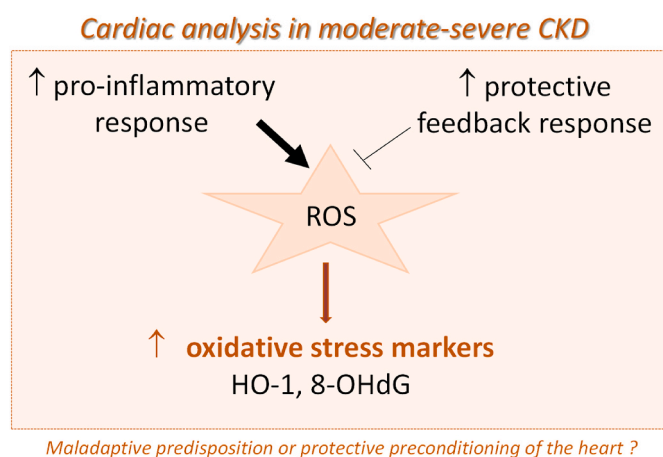 Cardiac analysis in moderate-severe CKD
↑ pro-inflammatory
response
↑ protective
feedback response
ROS
↑ oxidative stress markers
HO-1, 8-OHdG
Maladaptive predisposition or protective preconditioning of the heart ?